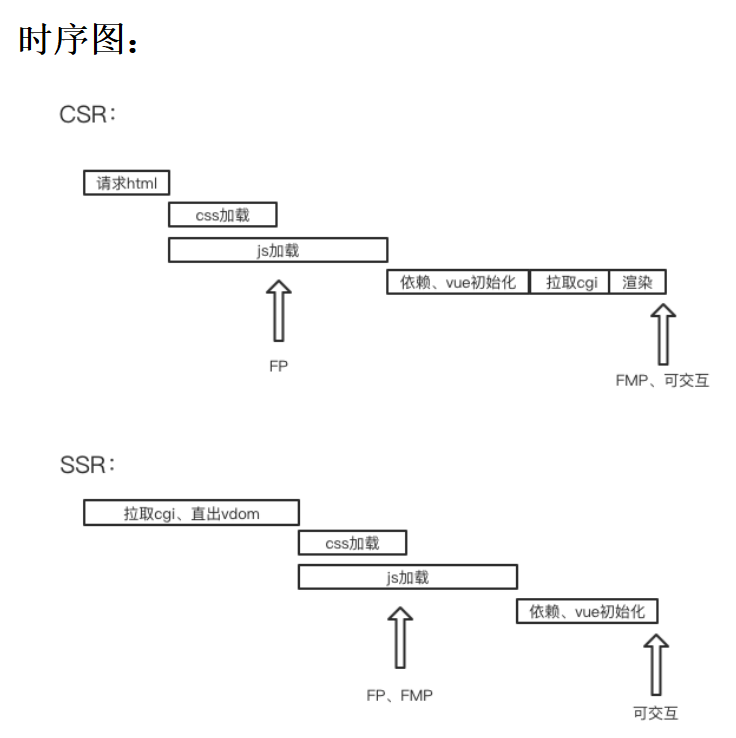 时序图：
CSR：
请求html
css加载
js加载
依赖、vue初始化
拉取cgi
渲染
FP
FMP、可交互
SSR：
拉取cgi、直出vdom
css加载
js加载
依赖、vue初始化
FP、FMP
可交互